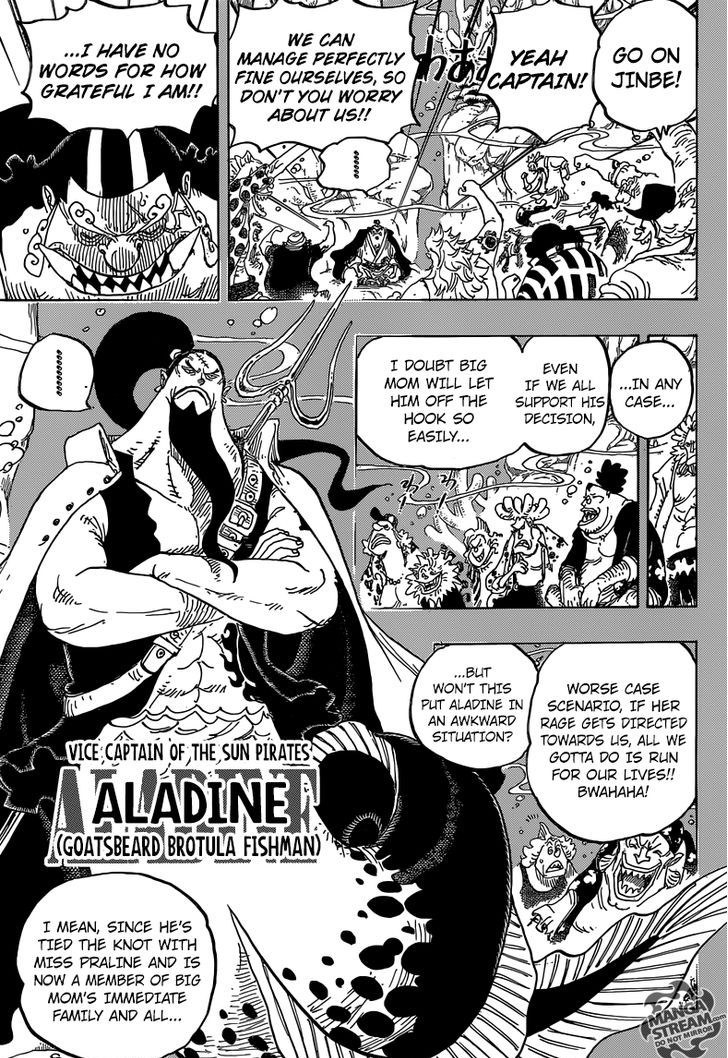 GO ON
JINBE!
YEAH
CAPTAIN!
わああ
WE CAN
MANAGE PERFECTLY
FINE OURSELVES, SO
DON'T YOU WORRY
ABOUT US!!
...I HAVE NO
WORDS FOR HOW
GRATEFUL I AM!!
...IN ANY
CASE...
EVEN
IF WE ALL
SUPPORT HIS
DECISION,
I DOUBT BIG
MOM WILL LET
HIM OFF THE
HOOK SO
EASILY...
WORSE CASE
SCENARIO, IF HER
RAGE GETS DIRECTED
TOWARDS US, ALL WE
GOTTA DO IS RUN
FOR OUR LIVES!!
BWAHAHA!
...BUT
WON'T THIS
PUT ALADINE IN
AN AWKWARD
SITUATION?
VICE CAPTAIN OF THE SUN PIRATES
ALADINE
(GOATSBEARD BROTULA FISHMAN)
I MEAN, SINCE HE'S
TIED THE KNOT WITH
MISS PRALINE AND IS
NOW A MEMBER OF BIG
MOM'S IMMEDIATE
FAMILY AND ALL...
MANGA
STREAM.com
DO NOT MIRROR